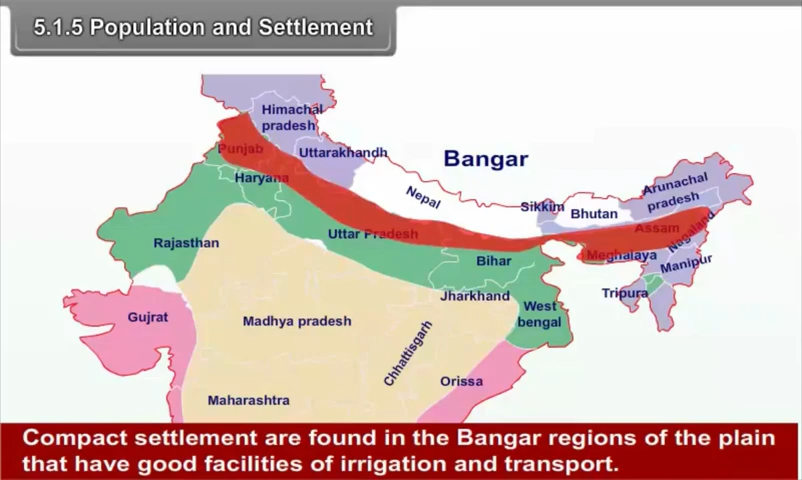 5.1.5 Population and Settlement
Himachal
pradesh
Punjab
Uttarakhandh
Bangar
Haryana
Nepal
Sikkim
Bhutan
Arunachal
pradesh
Assam
Nagaland
Rajasthan
Uttar Pradesh
Bihar
Meghalaya
Manipur
Tripura
Jharkhand
West
bengal
Gujrat
Madhya pradesh
Chhattisgarh
Orissa
Maharashtra
Compact settlement are found in the Bangar regions of the plain
that have good facilities of irrigation and transport.